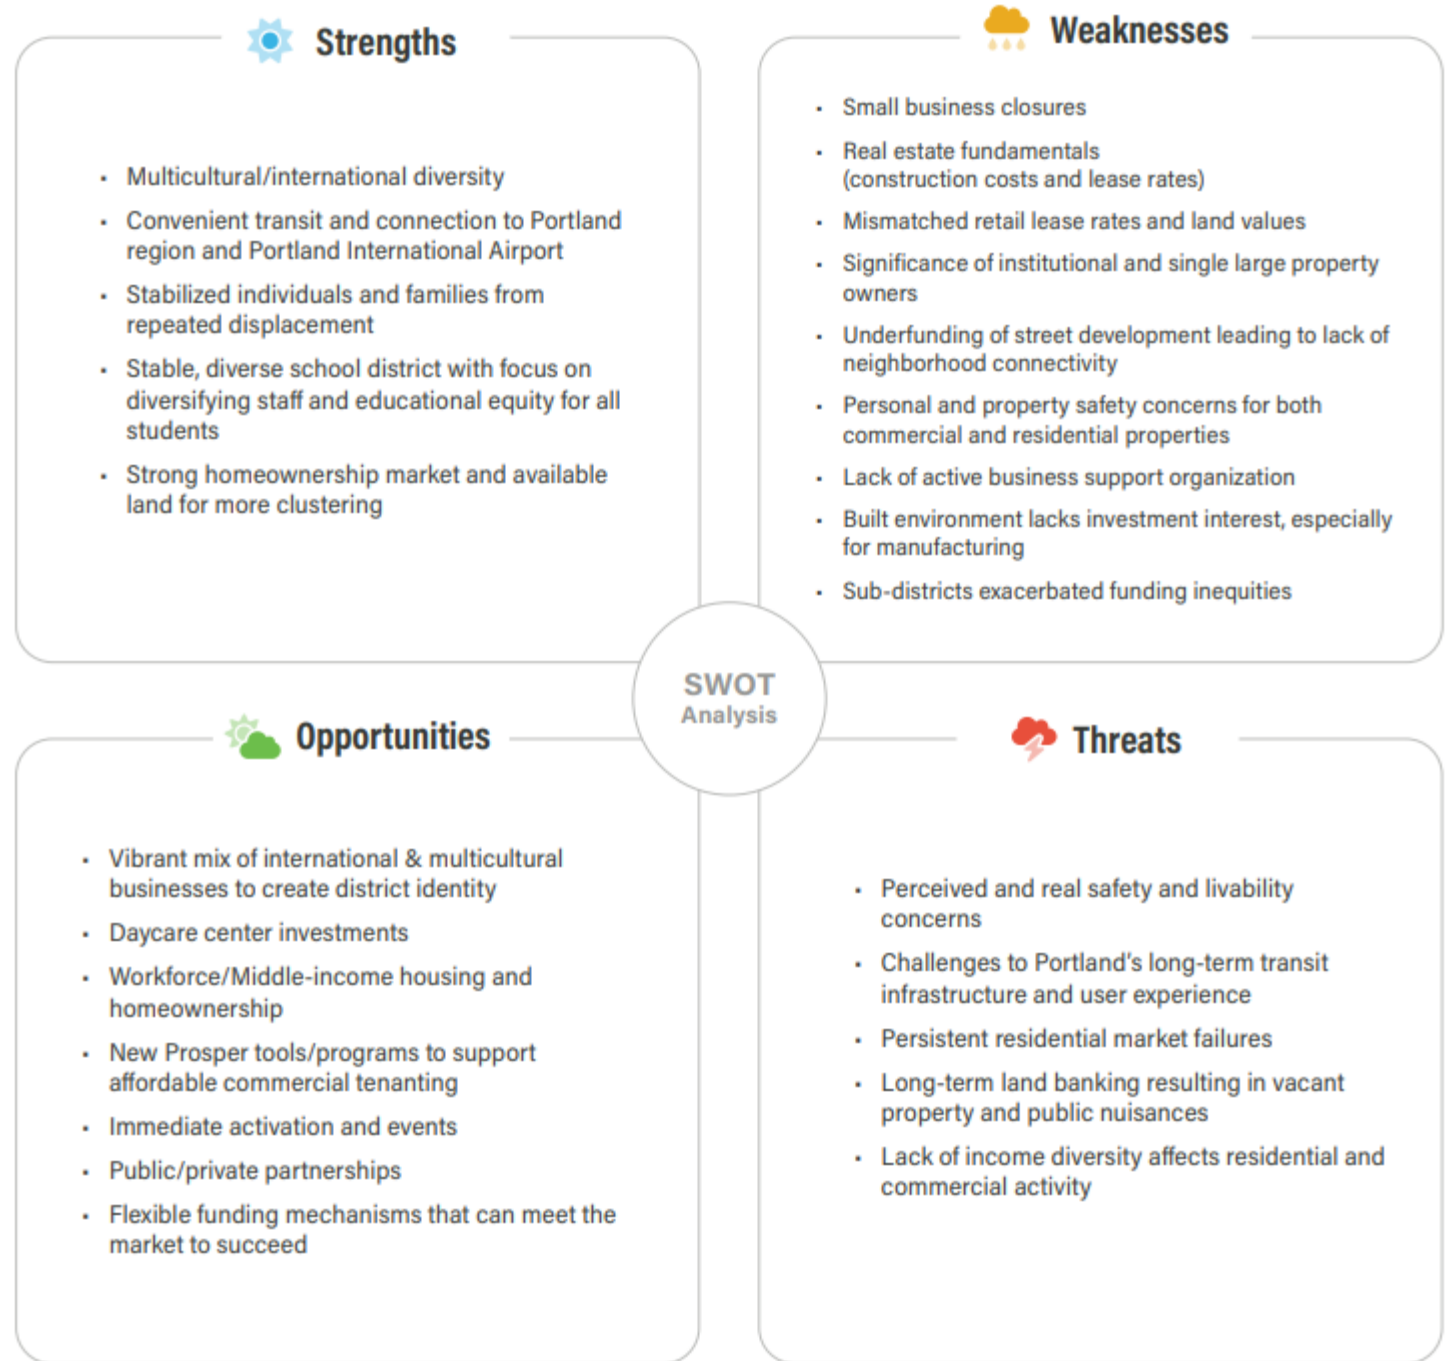 Strengths
• Multicultural/international diversity
• Convenient transit and connection to Portland
region and Portland International Airport
• Stabilized individuals and families from
repeated displacement
• Stable, diverse school district with focus on
diversifying staff and educational equity for all
students
• Strong homeownership market and available
land for more clustering
Weaknesses
• Small business closures
• Real estate fundamentals
(construction costs and lease rates)
• Mismatched retail lease rates and land values
• Significance of institutional and single large property
owners
• Underfunding of street development leading to lack of
neighborhood connectivity
• Personal and property safety concerns for both
commercial and residential properties
• Lack of active business support organization
• Built environment lacks investment interest, especially
for manufacturing
• Sub-districts exacerbated funding inequities
SWOT
Analysis
Opportunities
• Vibrant mix of international & multicultural
businesses to create district identity
• Daycare center investments
• Workforce/Middle-income housing and
homeownership
• New Prosper tools/programs to support
affordable commercial tenanting
• Immediate activation and events
• Public/private partnerships
• Flexible funding mechanisms that can meet the
market to succeed
Threats
• Perceived and real safety and livability
concerns
• Challenges to Portland's long-term transit
infrastructure and user experience
• Persistent residential market failures
• Long-term land banking resulting in vacant
property and public nuisances
• Lack of income diversity affects residential and
commercial activity